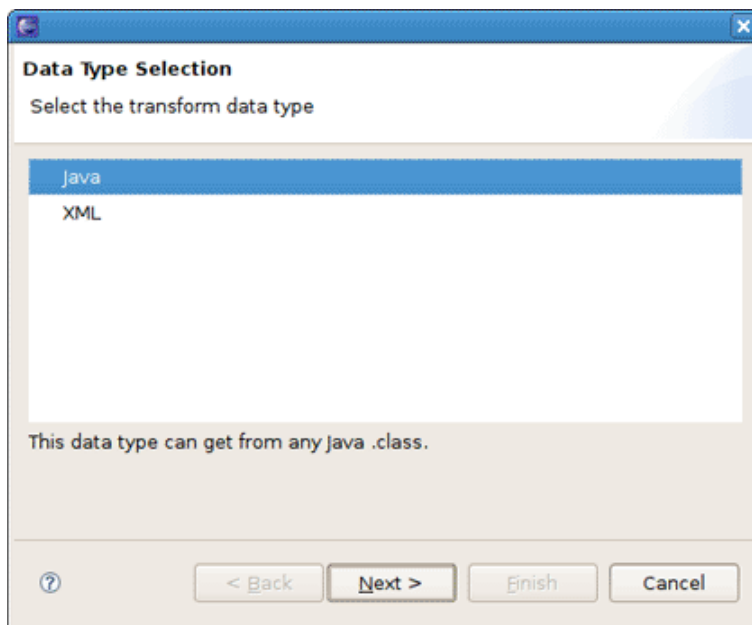 Data Type Selection
Select the transform data type
Java
XML
This data type can get from any Java .class.
< Back Next > Finish Cancel